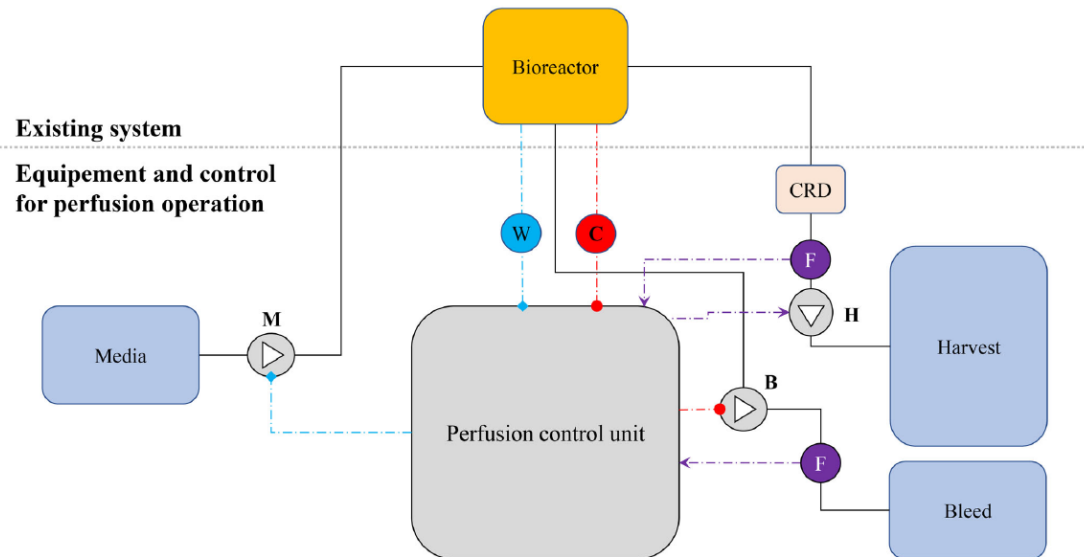 Bioreactor
Existing system
Equipement and control
for perfusion operation
CRD
W
C
F
M
H
Media
Harvest
B
Perfusion control unit
F
Bleed